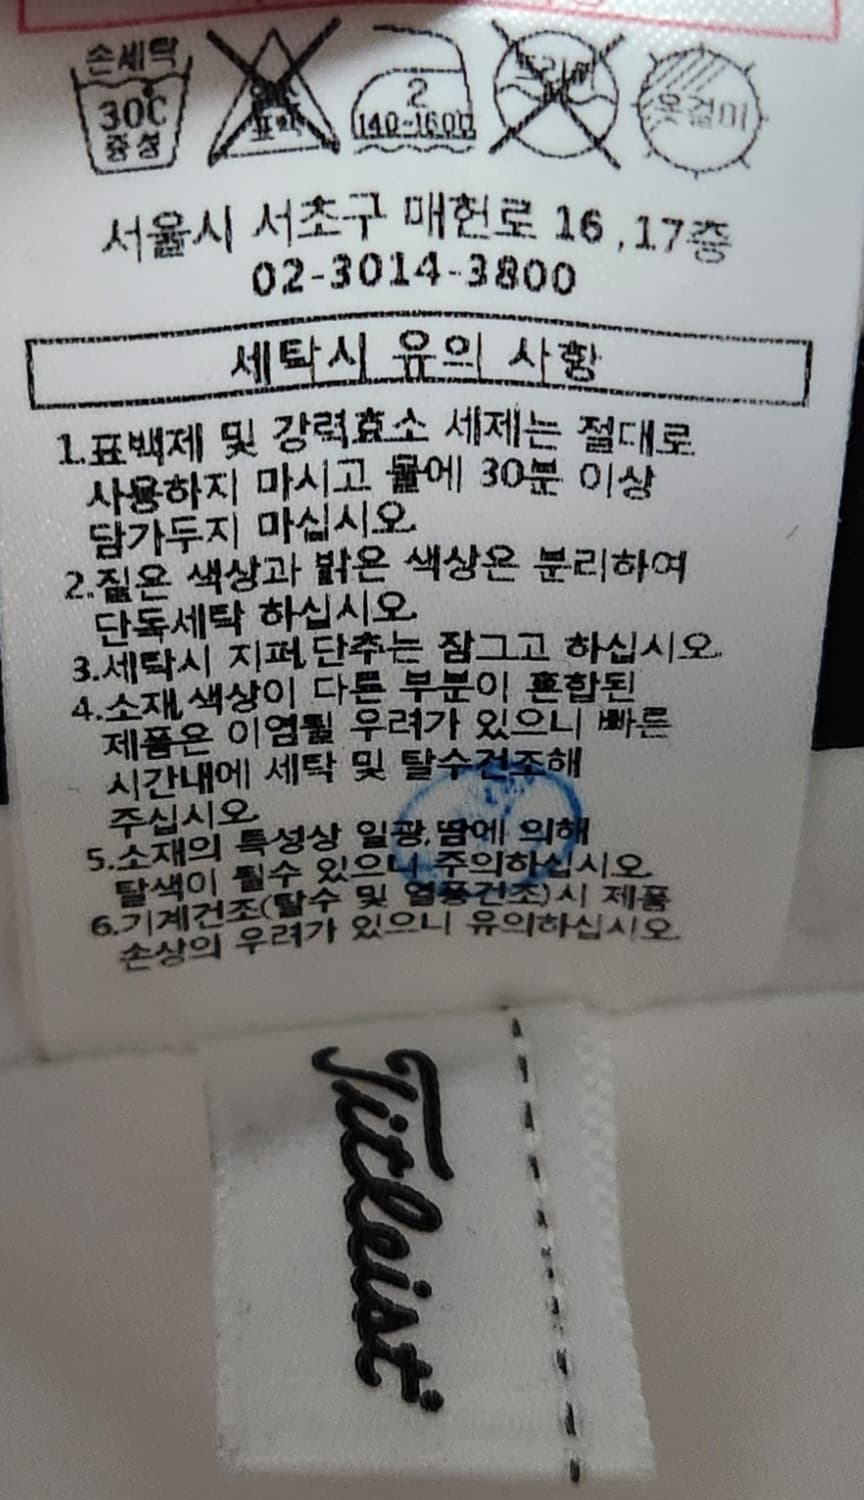 손세탁
30℃
중성
표백
2
140~160℃
드라이
옷걸이
서울시 서초구 매헌로 16 ,17층
02-3014-3800
세탁시 유의 사항
1.표백제 및 강력효소 세제는 절대로
사용하지 마시고 물에 30분 이상
담가두지 마십시오.
2.짙은 색상과 밝은 색상은 분리하여
단독세탁 하십시오.
3.세탁시 지퍼,단추는 잠그고 하십시오.
4.소재,색상이 다른 부분이 혼합된
제품은 이염될 우려가 있으니 빠른
시간내에 세탁 및 탈수건조해
주십시오.
5.소재의 특성상 일광,땀에 의해
탈색이 될수 있으니 주의하십시오.
6.기계건조(탈수 및 열풍건조)시 제품
손상의 우려가 있으니 유의하십시오.
Titleist